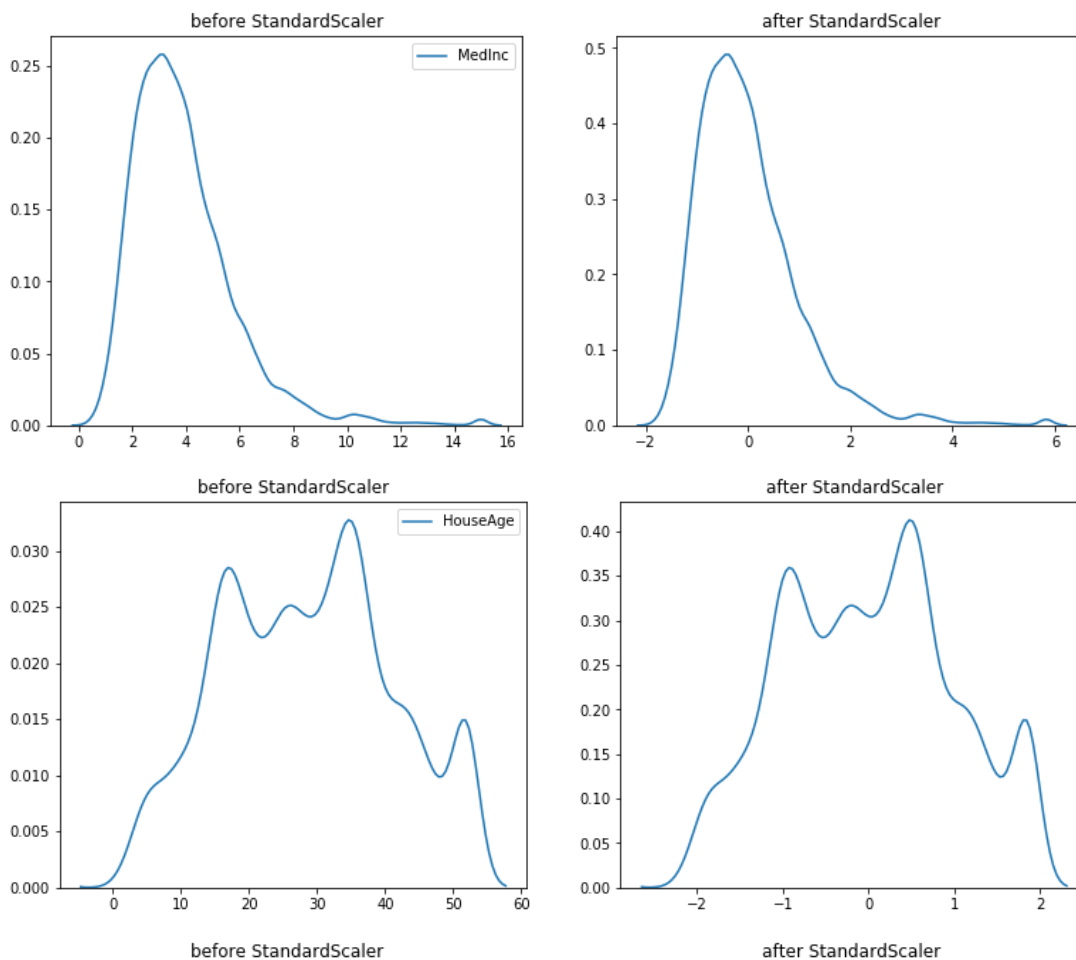 before StandardScaler
after StandardScaler
MedInc
0.25
0.20
0.15
0.10
0.05
0.00
0 2 4 6 8 10 12 14 16
0.5
0.4
0.3
0.2
0.1
0.0
−2 0 2 4 6
before StandardScaler
after StandardScaler
HouseAge
0.030
0.025
0.020
0.015
0.010
0.005
0.000
0 10 20 30 40 50 60
0.40
0.35
0.30
0.25
0.20
0.15
0.10
0.05
0.00
−2 −1 0 1 2
before StandardScaler
after StandardScaler